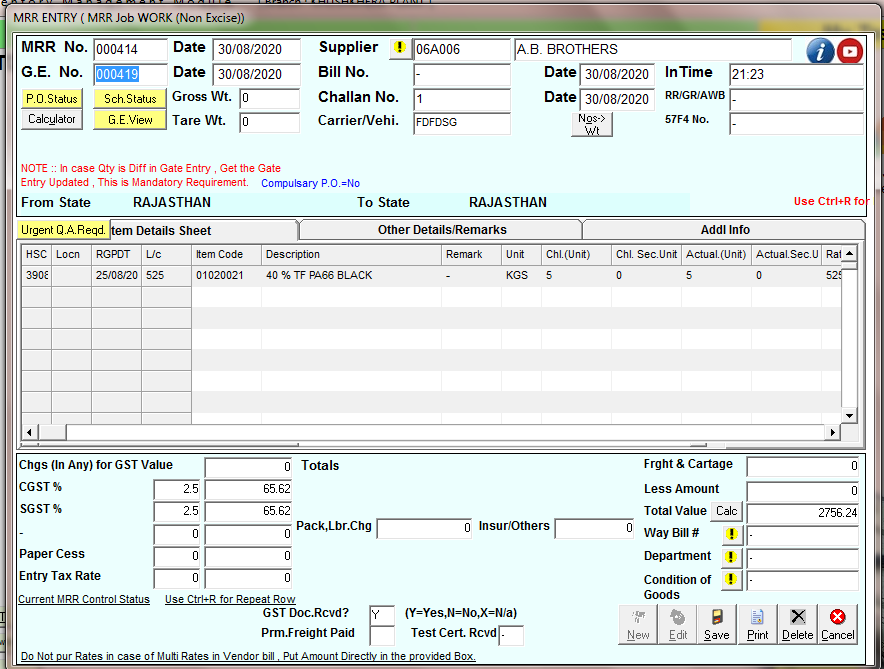 MRR ENTRY ( MRR Job WORK (Non Excise))
MRR No. 000414 Date 30/08/2020 Supplier 06A006 A.B. BROTHERS
G.E. No. 000419 Date 30/08/2020 Bill No. - Date 30/08/2020 In Time 21:23
P.O.Status Sch.Status Gross Wt. 0 Challan No. 1 Date 30/08/2020 RR/GR/AWB -
Calculator G.E.View Tare Wt. 0 Carrier/Vehi. FDFDSG Nos-> Wt 57F4 No. -
NOTE :: In case Qty is Diff in Gate Entry , Get the Gate
Entry Updated , This is Mandatory Requirement. Compulsary P.O.=No
From State RAJASTHAN To State RAJASTHAN Use Ctrl+R for
Urgent Q.A.Reqd. tem Details Sheet Other Details/Remarks Addl Info
HSC Locn RGPDT L/c Item Code Description Remark Unit Chl.(Unit) Chl. Sec.Unit Actual.(Unit) Actual.Sec.U Rat
3908 25/08/20 525 01020021 40 % TF PA66 BLACK - KGS 5 0 5 0 525
Chgs (In Any) for GST Value 0 Totals Frght & Cartage 0
CGST % 2.5 65.62 Less Amount 0
SGST % 2.5 65.62 Total Value Calc 2756.24
- 0 0 Pack,Lbr.Chg 0 Insur/Others 0 Way Bill # -
Paper Cess 0 0 Department -
Entry Tax Rate 0 0 Condition of Goods -
Current MRR Control Status Use Ctrl+R for Repeat Row
GST Doc.Rcvd? Y (Y=Yes,N=No,X=N/a)
Prm.Freight Paid Test Cert. Rcvd -
New Edit Save Print Delete Cancel
Do Not pur Rates in case of Multi Rates in Vendor bill , Put Amount Directly in the provided Box.